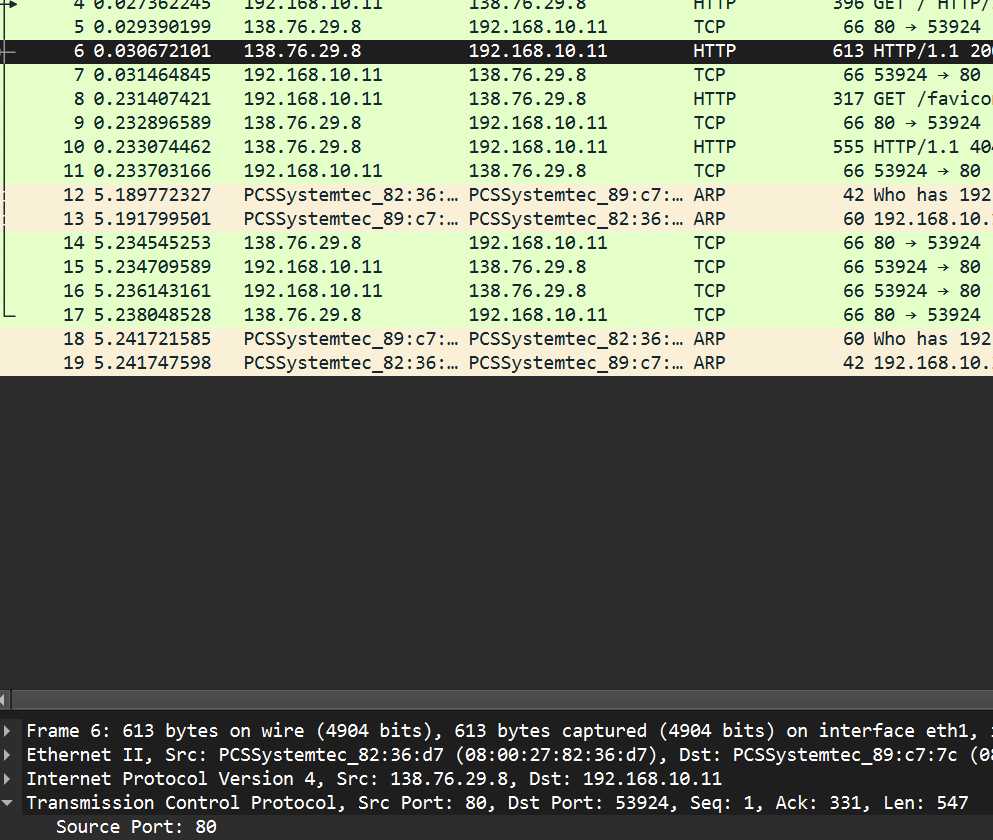 4 0.027362245 192.168.10.11 138.76.29.8 HTTP 396 GET / HTTP/
5 0.029390199 138.76.29.8 192.168.10.11 TCP 66 80 → 53924
6 0.030672101 138.76.29.8 192.168.10.11 HTTP 613 HTTP/1.1 20
7 0.031464845 192.168.10.11 138.76.29.8 TCP 66 53924 → 80
8 0.231407421 192.168.10.11 138.76.29.8 HTTP 317 GET /favico
9 0.232896589 138.76.29.8 192.168.10.11 TCP 66 80 → 53924
10 0.233074462 138.76.29.8 192.168.10.11 HTTP 555 HTTP/1.1 40
11 0.233703166 192.168.10.11 138.76.29.8 TCP 66 53924 → 80
12 5.189772327 PCSSystemtec_82:36:… PCSSystemtec_89:c7:… ARP 42 Who has 192
13 5.191799501 PCSSystemtec_89:c7:… PCSSystemtec_82:36:… ARP 60 192.168.10.
14 5.234545253 138.76.29.8 192.168.10.11 TCP 66 80 → 53924
15 5.234709589 192.168.10.11 138.76.29.8 TCP 66 53924 → 80
16 5.236143161 192.168.10.11 138.76.29.8 TCP 66 53924 → 80
17 5.238048528 138.76.29.8 192.168.10.11 TCP 66 80 → 53924
18 5.241721585 PCSSystemtec_89:c7:… PCSSystemtec_82:36:… ARP 60 Who has 192
19 5.241747598 PCSSystemtec_82:36:… PCSSystemtec_89:c7:… ARP 42 192.168.10.
Frame 6: 613 bytes on wire (4904 bits), 613 bytes captured (4904 bits) on interface eth1,
Ethernet II, Src: PCSSystemtec_82:36:d7 (08:00:27:82:36:d7), Dst: PCSSystemtec_89:c7:7c (0
Internet Protocol Version 4, Src: 138.76.29.8, Dst: 192.168.10.11
Transmission Control Protocol, Src Port: 80, Dst Port: 53924, Seq: 1, Ack: 331, Len: 547
Source Port: 80